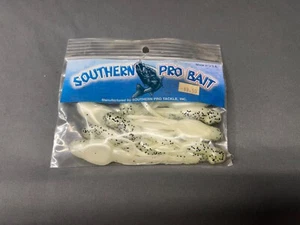 SOUTHERN PRO BAIT
Manufactured by SOUTHERN PRO TACKLE, INC.